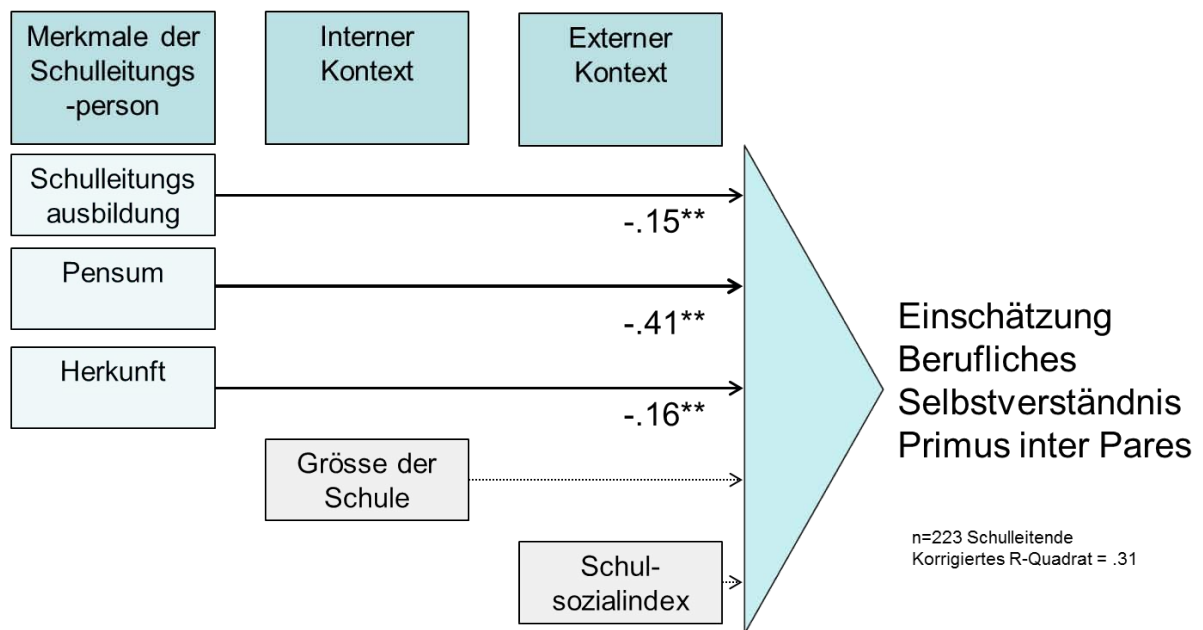 Merkmale der
Schulleitungs
-person
Interner
Kontext
Externer
Kontext
Schulleitungs
ausbildung
-.15**
Pensum
-.41**
Herkunft
-.16**
Grösse der
Schule
Schul-
sozialindex
Einschätzung
Berufliches
Selbstverständnis
Primus inter Pares
n=223 Schulleitende
Korrigiertes R-Quadrat = .31